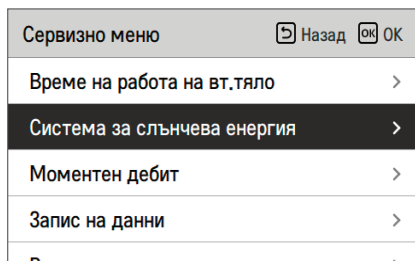 Сервизно меню Назад OK OK
Време на работа на вт.тяло
Система за слънчева енергия
Моментен дебит
Запис на данни